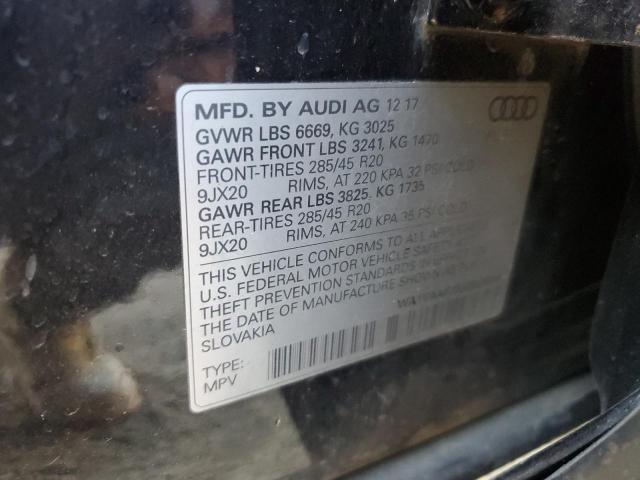 MFD. BY AUDI AG 12 17
GVWR LBS 6669, KG 3025
GAWR FRONT LBS 3241, KG 1470
FRONT-TIRES 285/45 R20
9JX20 RIMS, AT 220 KPA 32 PSI COLD
GAWR REAR LBS 3825, KG 1735
REAR-TIRES 285/45 R20
9JX20 RIMS, AT 240 KPA 35 PSI COLD
THIS VEHICLE CONFORMS TO ALL
U.S. FEDERAL MOTOR VEHICLE SAFETY
THEFT PREVENTION STANDARDS IN
THE DATE OF MANUFACTURE SHOWN
SLOVAKIA
TYPE:
MPV